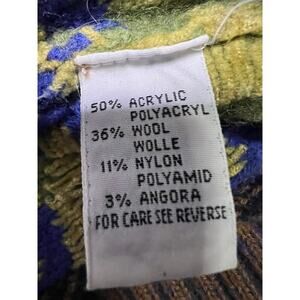 50% ACRYLIC
POLYACRYL
36% WOOL
WOLLE
11% NYLON
POLYAMID
3% ANGORA
FOR CARE SEE REVERSE